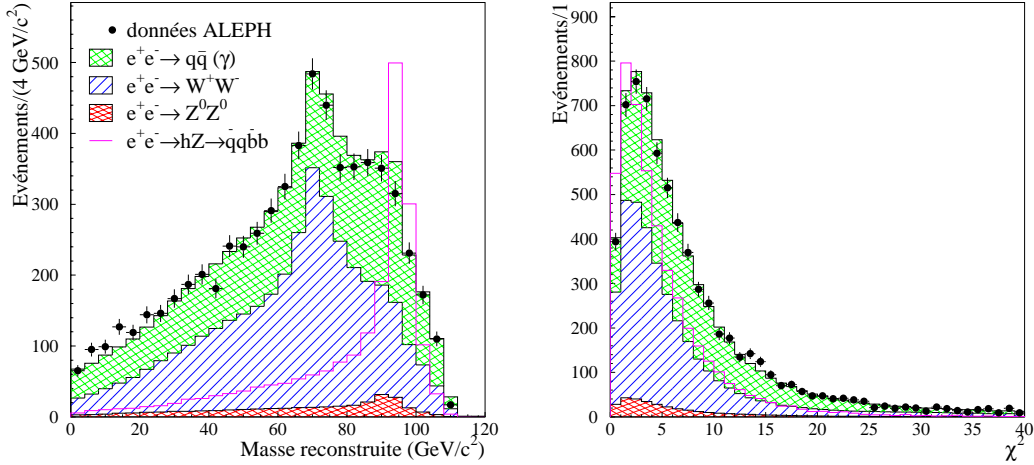 Evénements/(4 GeV/c²)
500
400
300
200
100
0
données ALEPH
e⁺e⁻→ qq̄ (γ)
e⁺e⁻→ W⁺W⁻
e⁺e⁻→ Z⁰Z⁰
e⁺e⁻→hZ→q̄qb̄b
0 20 40 60 80 100 120
Masse reconstruite (GeV/c²)
Evénements/1
900
800
700
600
500
400
300
200
100
0
0 5 10 15 20 25 30 35 40
χ²